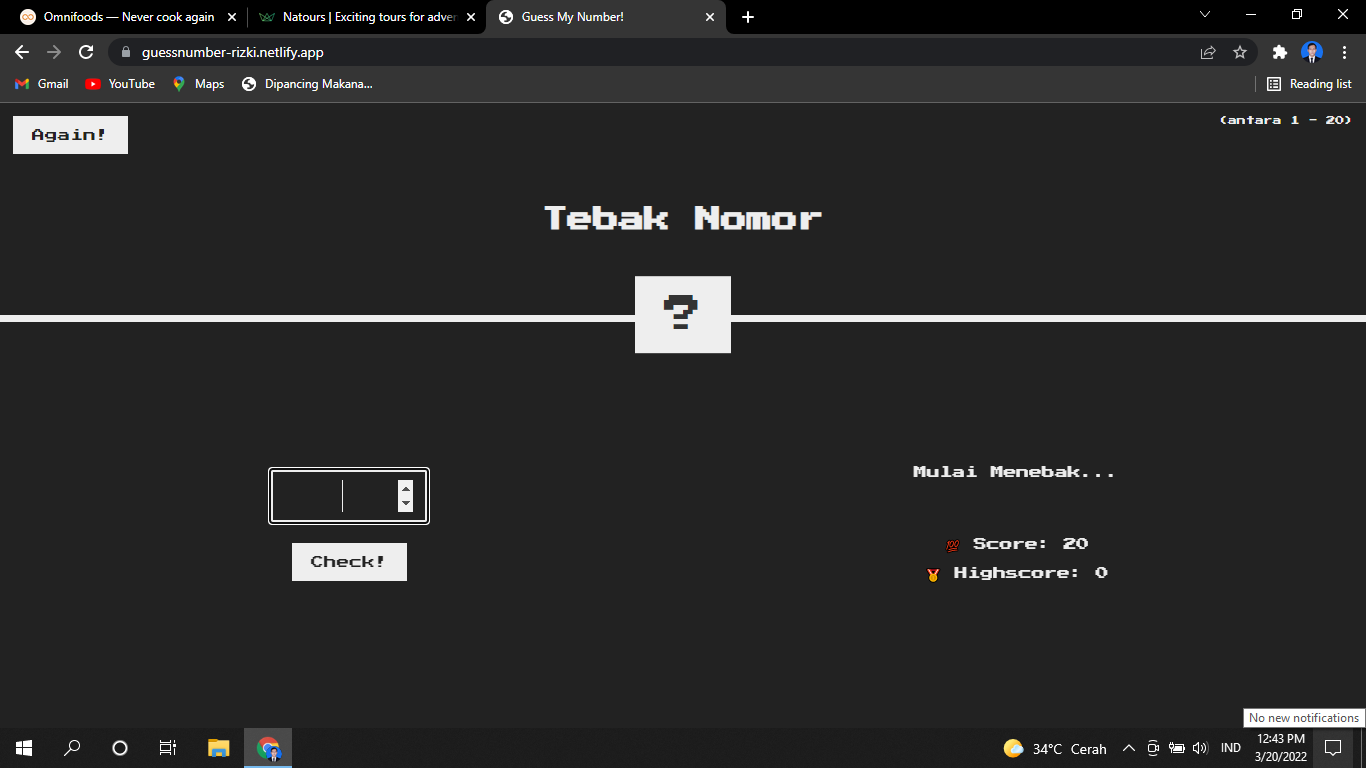 Omnifoods — Never cook again
Natours | Exciting tours for adven
Guess My Number!
guessnumber-rizki.netlify.app
Gmail
YouTube
Maps
Dipancing Makana...
Reading list
Again!
(antara 1 - 20)
Tebak Nomor
?
Mulai Menebak...
Check!
💯 Score: 20
🏅 Highscore: 0
No new notifications
34°C Cerah
IND
12:43 PM
3/20/2022